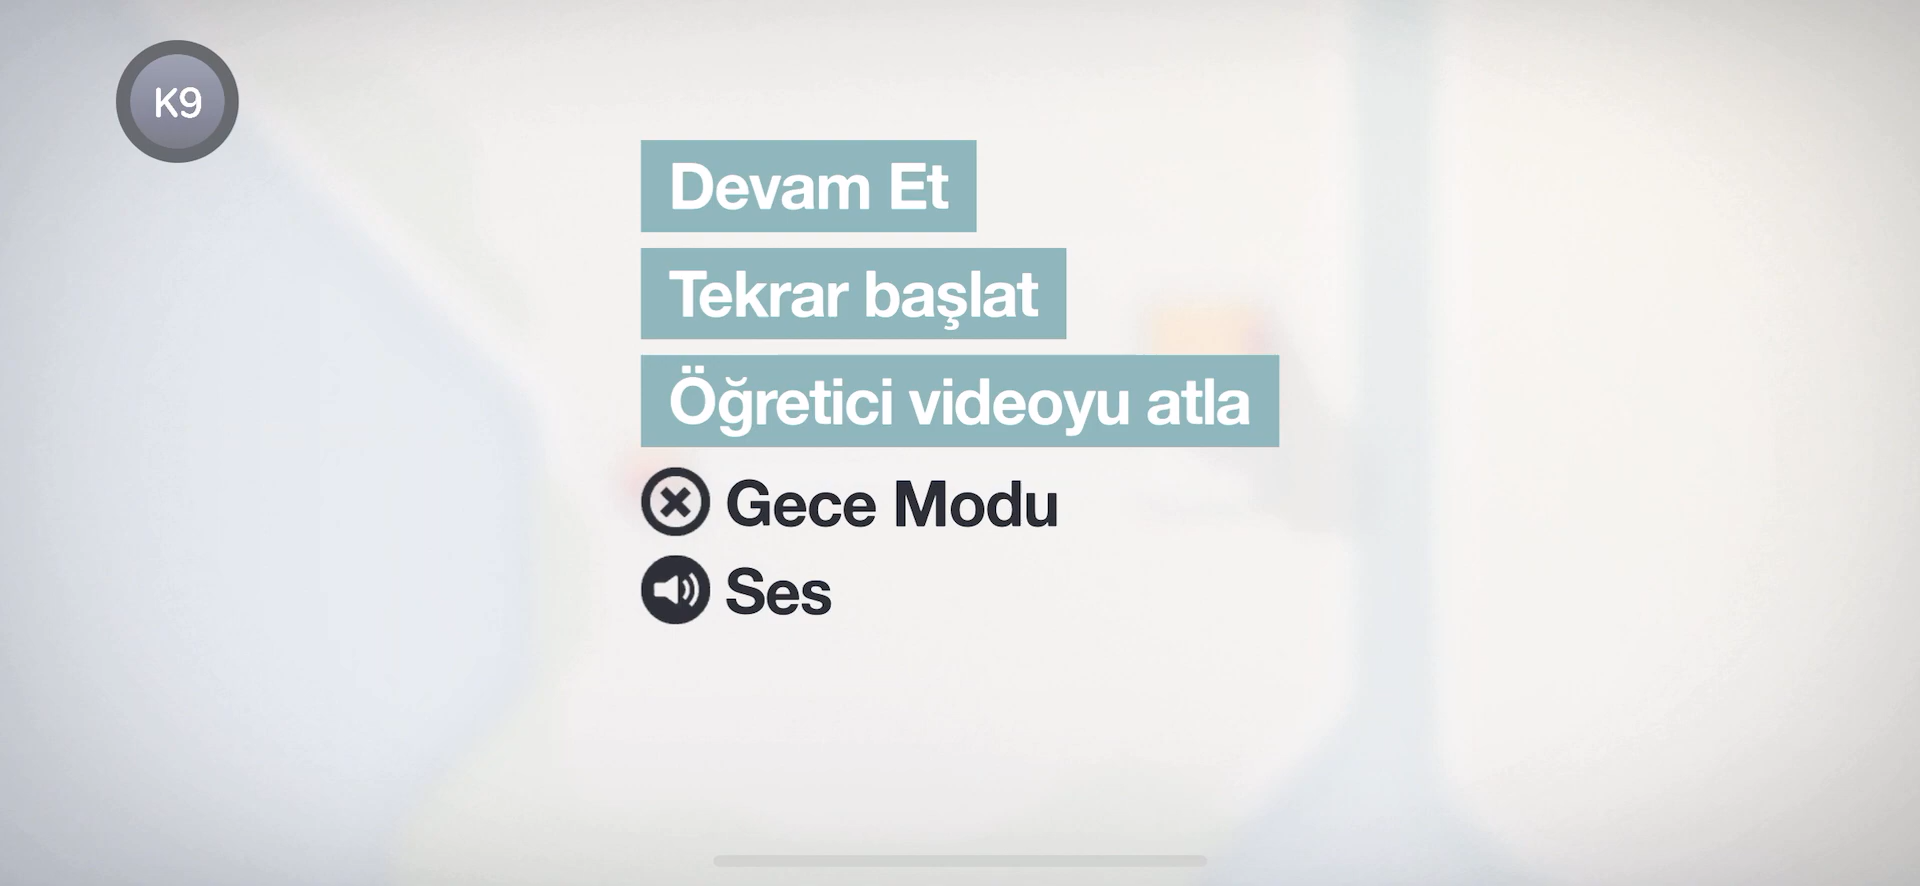 K9
Devam Et
Tekrar başlat
Öğretici videoyu atla
Gece Modu
Ses